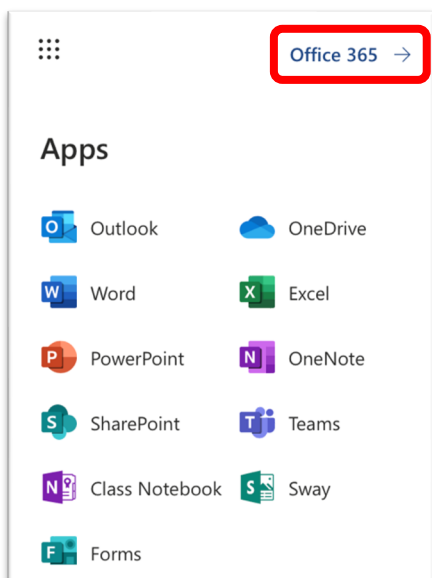 Office 365 →
Apps
Outlook OneDrive
Word Excel
PowerPoint OneNote
SharePoint Teams
Class Notebook Sway
Forms